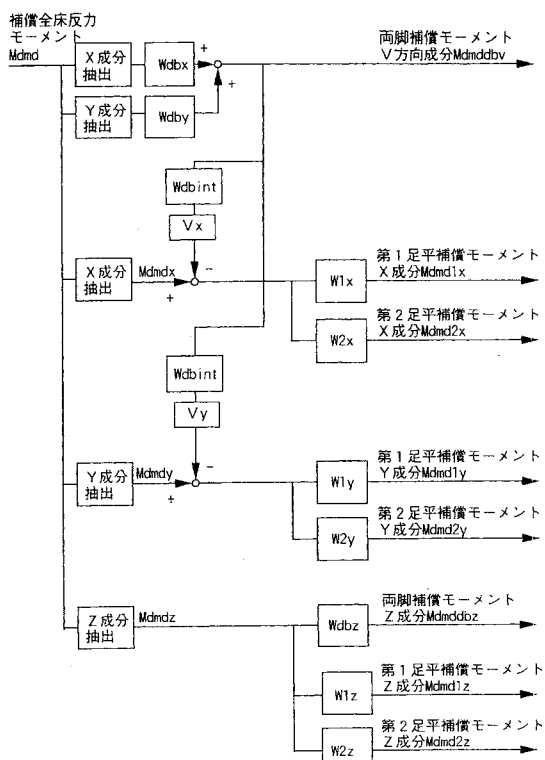 補償全床反力
モーメント
Mdmd
X成分
抽出
Wdbx
+
+
両脚補償モーメント
V方向成分Mdmddbv
Y成分
抽出
Wdby
Wdbint
Vx
X成分
抽出
Mdmdx
-
+
W1x
第1足平補償モーメント
X成分Mdmd1x
W2x
第2足平補償モーメント
X成分Mdmd2x
Wdbint
Vy
Y成分
抽出
Mdmdy
-
+
W1y
第1足平補償モーメント
Y成分Mdmd1y
W2y
第2足平補償モーメント
Y成分Mdmd2y
Z成分
抽出
Mdmdz
Wdbz
両脚補償モーメント
Z成分Mdmddbz
W1z
第1足平補償モーメント
Z成分Mdmd1z
W2z
第2足平補償モーメント
Z成分Mdmd2z